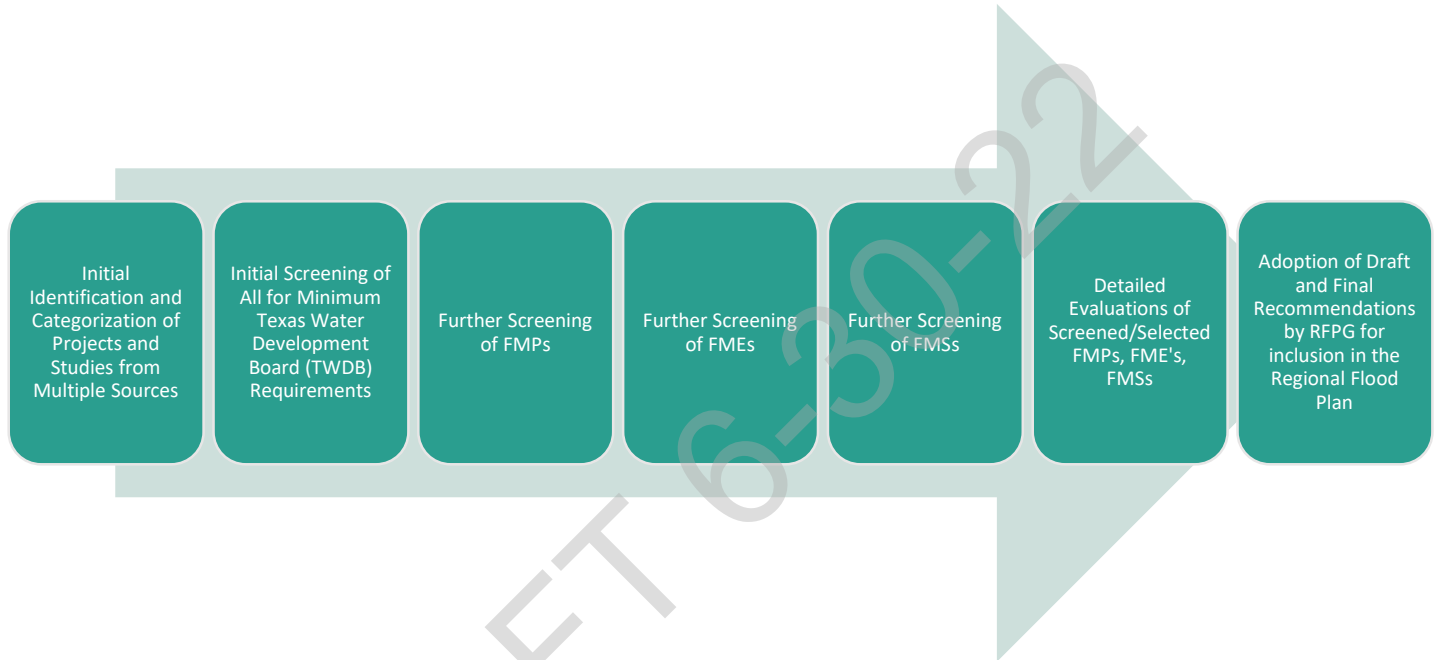 Initial
Identification and
Categorization of
Projects and
Studies from
Multiple Sources
Initial Screening of
All for Minimum
Texas Water
Development
Board (TWDB)
Requirements
Further Screening
of FMPs
Further Screening
of FMEs
Further Screening
of FMSs
Detailed
Evaluations of
Screened/Selected
FMPs, FME's,
FMSs
Adoption of Draft
and Final
Recommendations
by RFPG for
inclusion in the
Regional Flood
Plan
FT 6-30-22